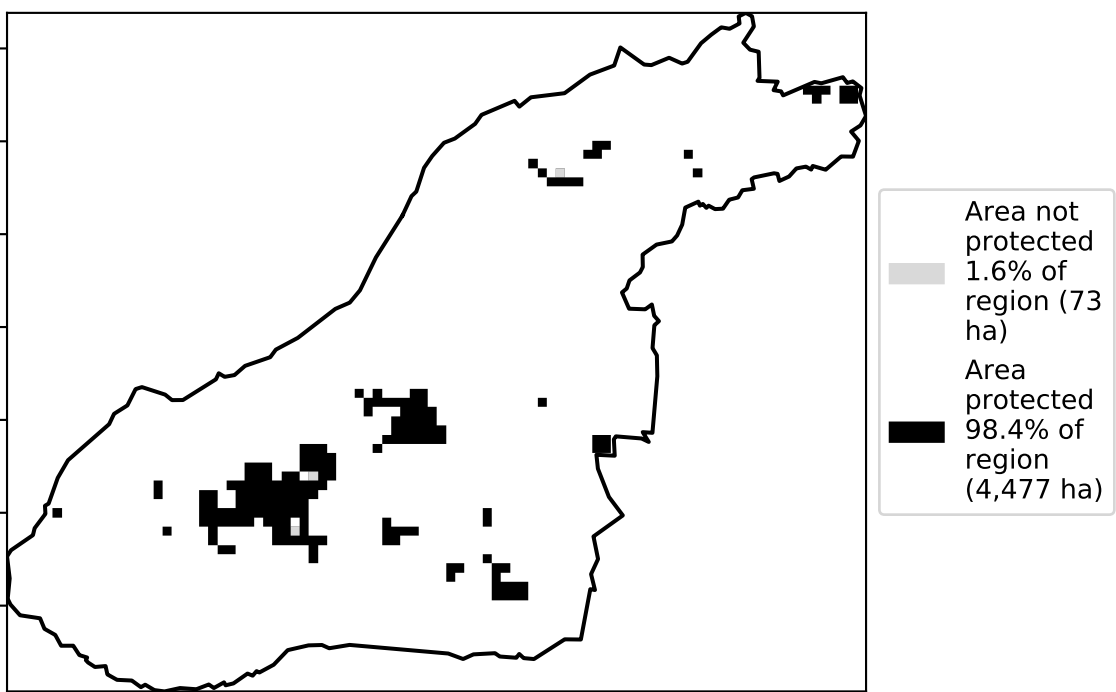 Area not
protected
1.6% of
region (73
ha)
Area
protected
98.4% of
region
(4,477 ha)